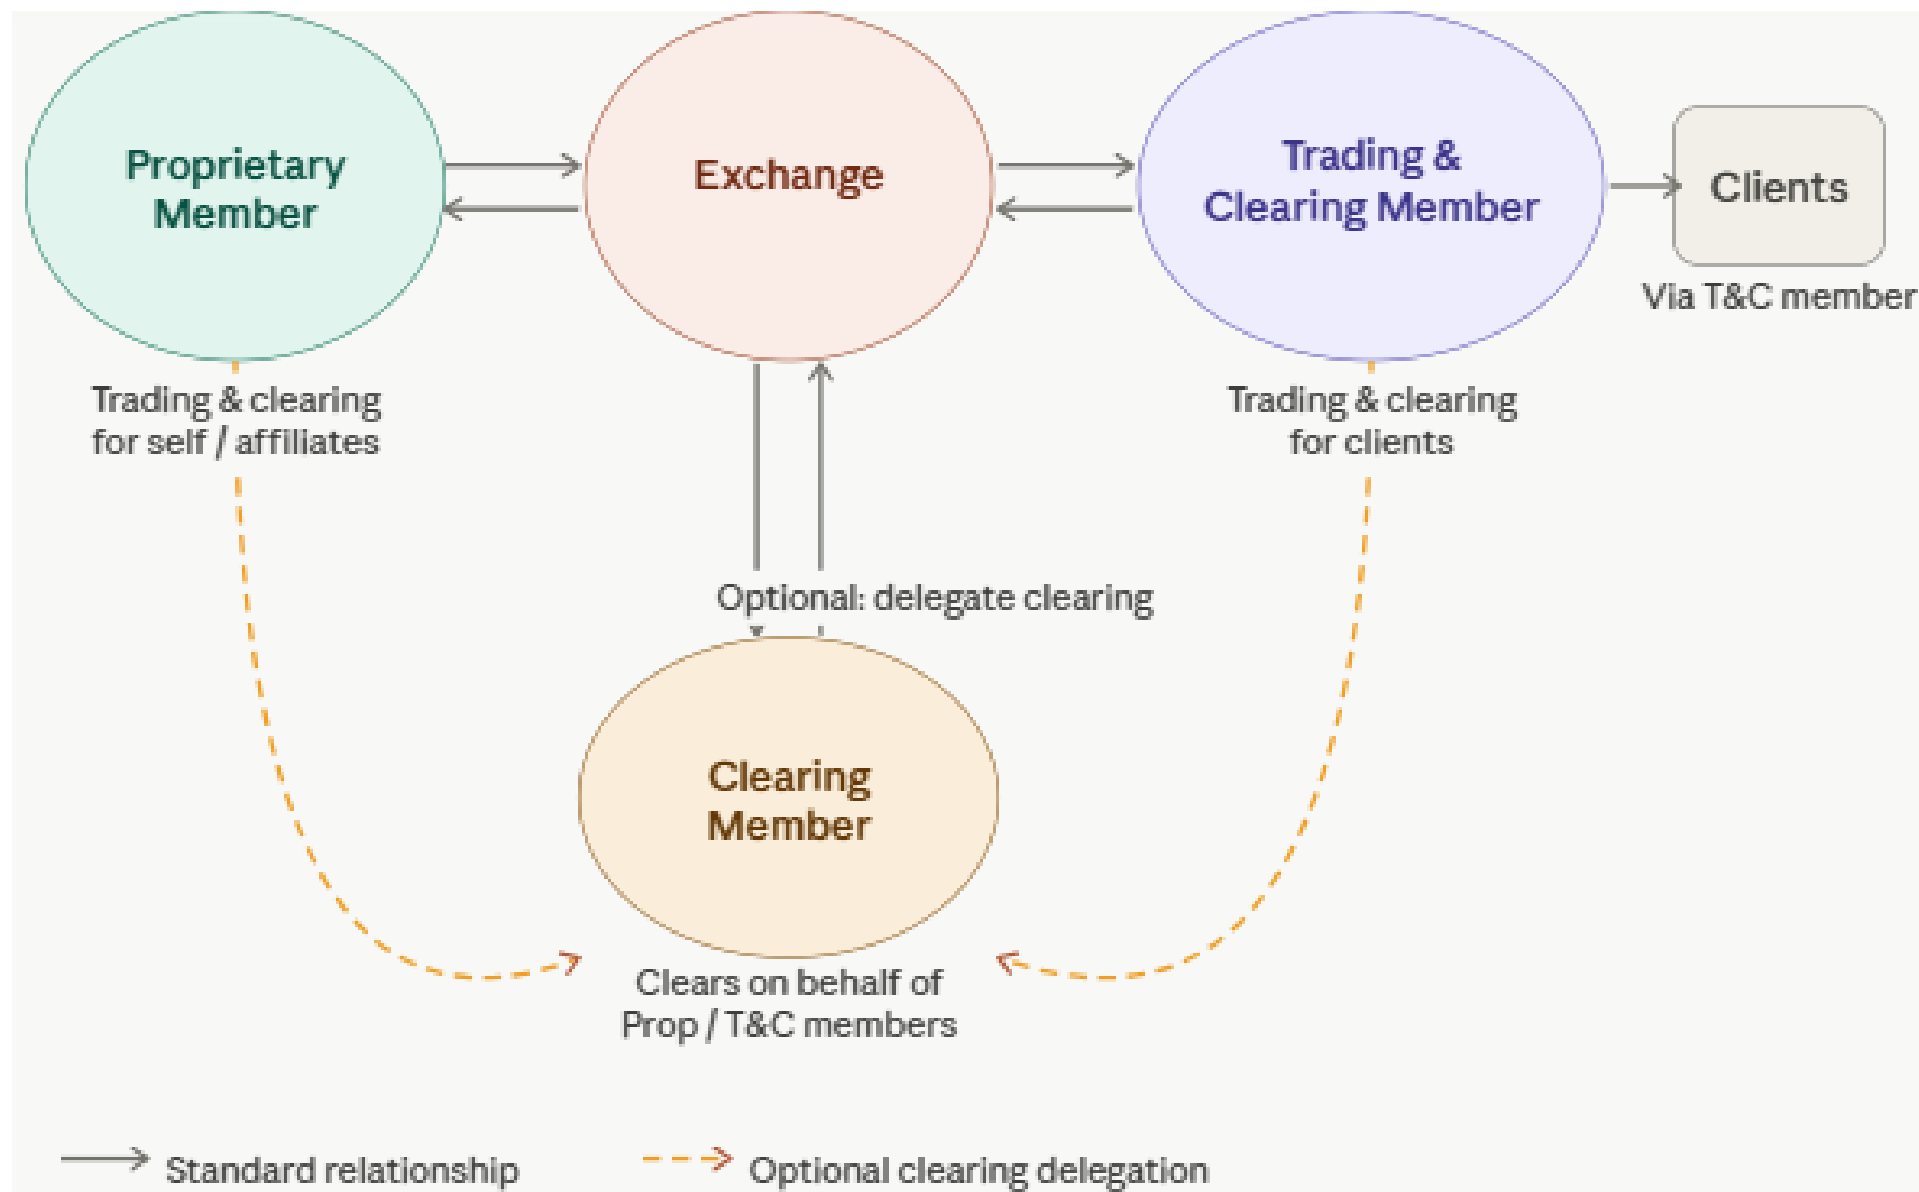 Proprietary
Member
Exchange
Trading &
Clearing Member
Clients
Via T&C member
Trading & clearing
for self / affiliates
Trading & clearing
for clients
Optional: delegate clearing
Clearing
Member
Clears on behalf of
Prop / T&C members
Standard relationship
Optional clearing delegation